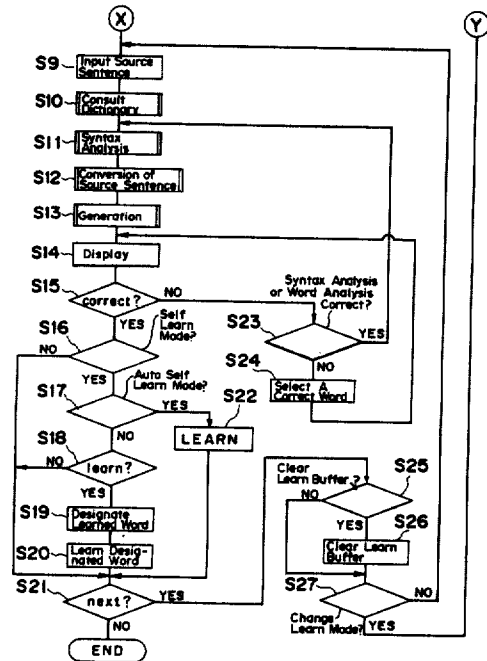 X
Y
S9
Input Source
Sentence
S10
Consult
Dictionary
S11
Syntax
Analysis
S12
Conversion of
Source Sentence
S13
Generation
S14
Display
S15
correct?
NO
YES
Syntax Analysis
or Word Analysis
Correct?
S23
YES
NO
S24
Select A
Correct Word
S16
Self
Learn Mode?
NO
YES
S17
Auto Self
Learn Mode?
YES
NO
S22
LEARN
S18
learn?
YES
S19
Designate
Learned Word
S20
Learn Desig-
nated Word
S21
next?
YES
NO
END
Clear
Learn Buffer?
S25
NO
YES
S26
Clear Learn
Buffer
S27
NO
Change
Learn Mode?
YES